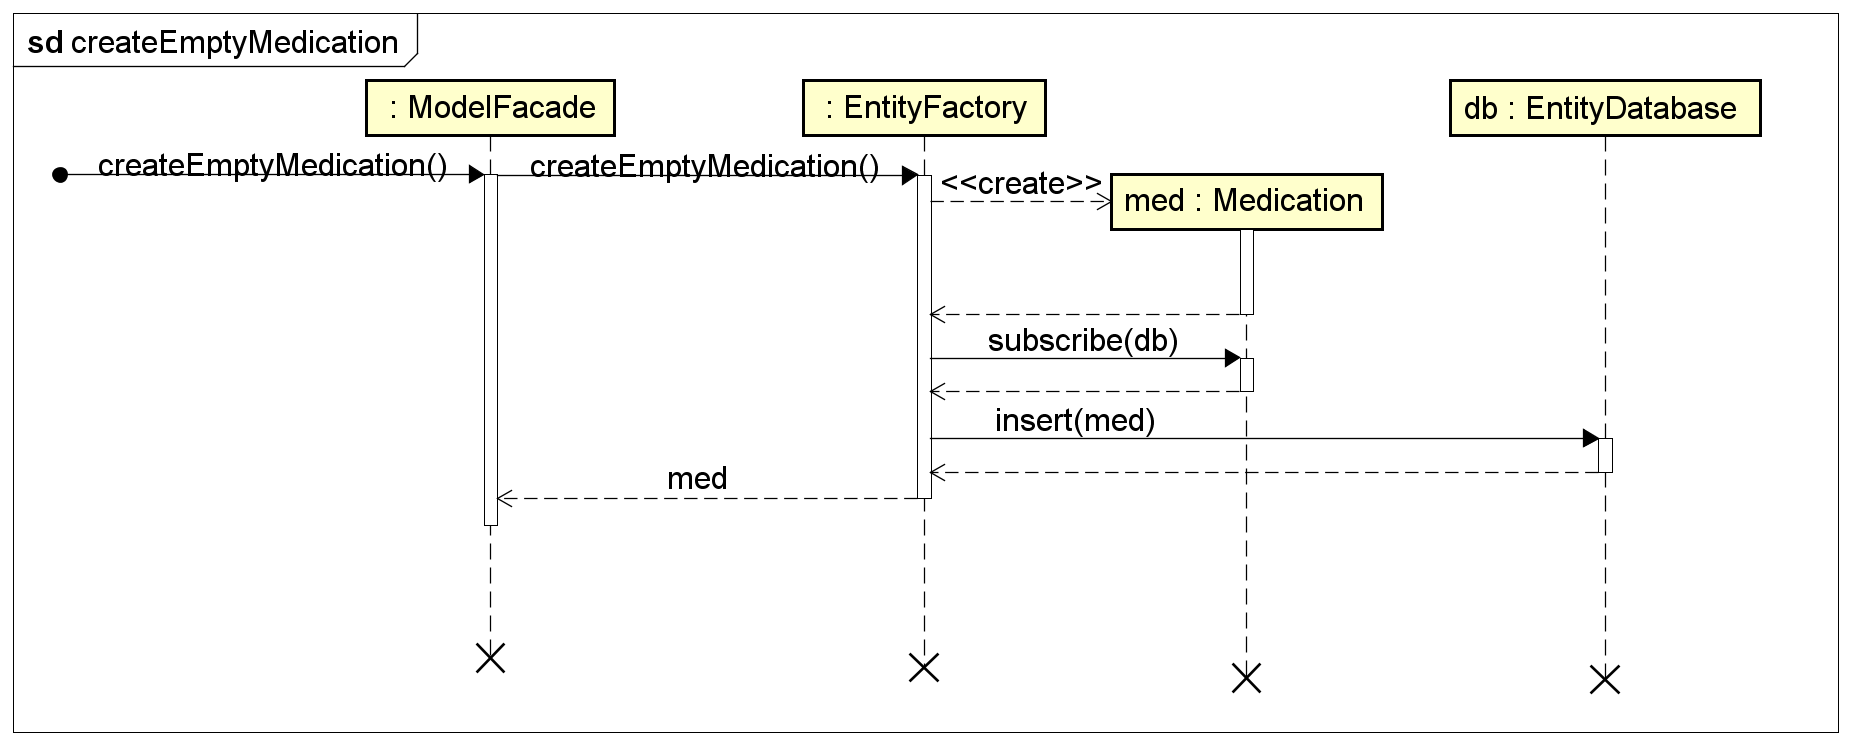 sd createEmptyMedication
: ModelFacade
: EntityFactory
db : EntityDatabase
createEmptyMedication()
createEmptyMedication()
<<create>>
med : Medication
subscribe(db)
insert(med)
med